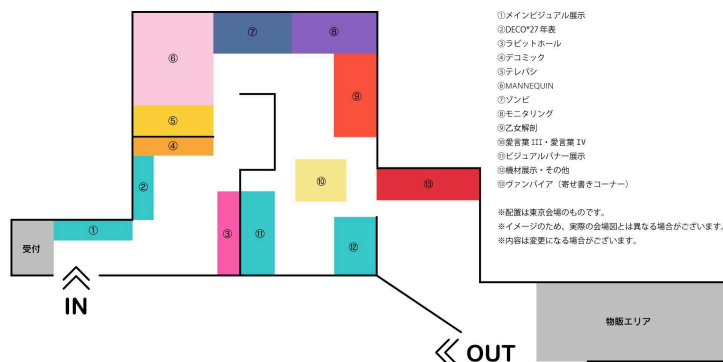 ①メインビジュアル展示
②DECO*27 年表
③ラビットホール
④デコミック
⑤テレパシ
⑥MANNEQUIN
⑦ゾンビ
⑧モニタリング
⑨乙女解剖
⑩愛言葉 III・愛言葉 IV
⑪ビジュアルバナー展示
⑫機材展示・その他
⑬ヴァンパイア（寄せ書きコーナー）
※配置は東京会場のものです。
※イメージのため、実際の会場図とは異なる場合がございます。
※内容は変更になる場合がございます。
⑦
⑧
⑥
⑨
⑤
④
②
⑩
⑬
①
③
⑪
⑫
受付
IN
OUT
物販エリア